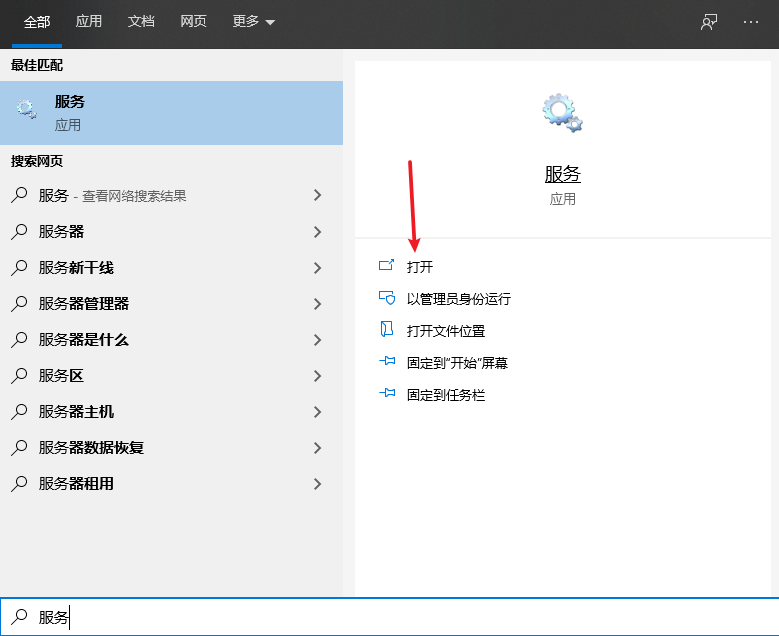 全部 应用 文档 网页 更多
最佳匹配
服务
应用
搜索网页
服务 - 查看网络搜索结果
服务器
服务新干线
服务器管理器
服务器是什么
服务区
服务器主机
服务器数据恢复
服务器租用
服务
应用
打开
以管理员身份运行
打开文件位置
固定到"开始"屏幕
固定到任务栏
服务